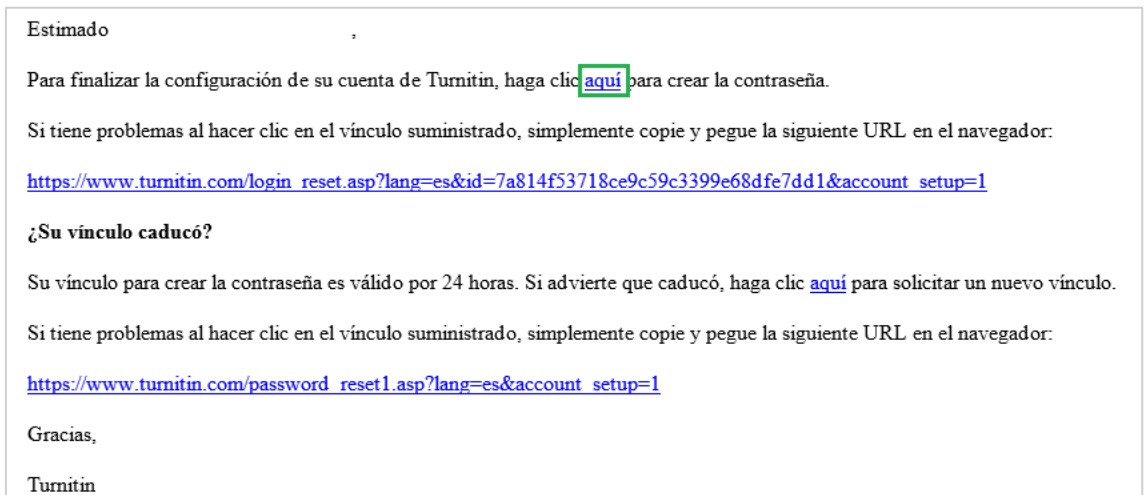 Estimado ,
Para finalizar la configuración de su cuenta de Turnitin, haga clic aquí para crear la contraseña.
Si tiene problemas al hacer clic en el vínculo suministrado, simplemente copie y pegue la siguiente URL en el navegador:
https://www.turnitin.com/login_reset.asp?lang=es&id=7a814f53718ce9c59c3399e68dfe7dd1&account_setup=1
¿Su vínculo caducó?
Su vínculo para crear la contraseña es válido por 24 horas. Si advierte que caducó, haga clic aquí para solicitar un nuevo vínculo.
Si tiene problemas al hacer clic en el vínculo suministrado, simplemente copie y pegue la siguiente URL en el navegador:
https://www.turnitin.com/password_reset1.asp?lang=es&account_setup=1
Gracias,
Turnitin